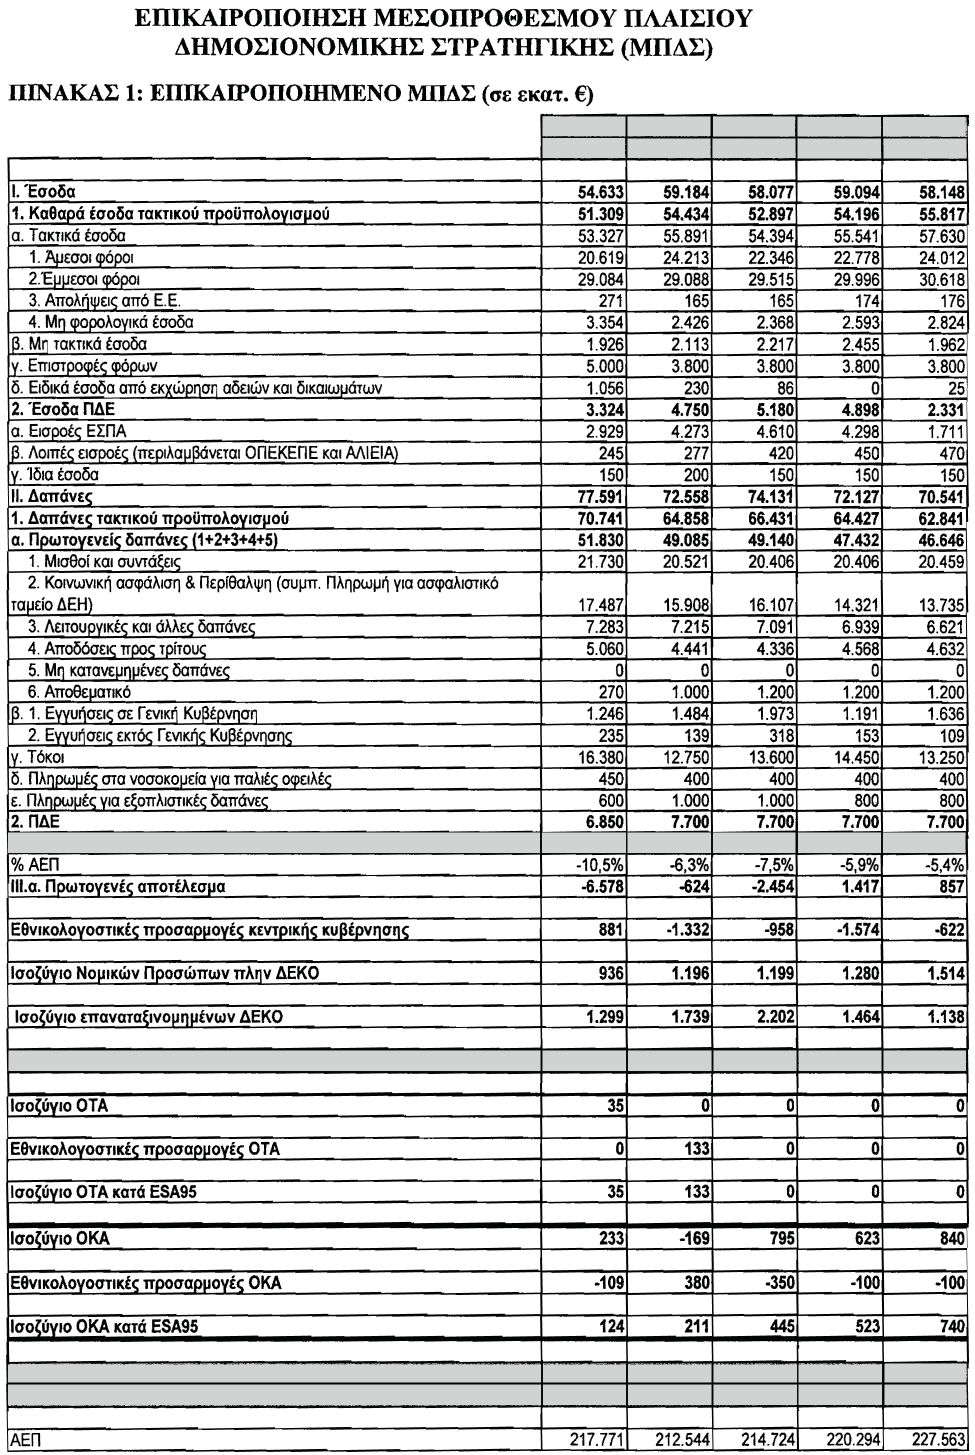 ΕΠΙΚΑΙΡΟΠΟΙΗΣΗ ΜΕΣΟΠΡΟΘΕΣΜΟΥ ΠΛΑΙΣΙΟΥ
ΔΗΜΟΣΙΟΝΟΜΙΚΗΣ ΣΤΡΑΤΗΓΙΚΗΣ (ΜΠΔΣ)
ΠΙΝΑΚΑΣ 1: ΕΠΙΚΑΙΡΟΠΟΙΗΜΕΝΟ ΜΠΔΣ (σε εκατ. €)
Ι. Έσοδα 54.633 59.184 58.077 59.094 58.148
1. Καθαρά έσοδα τακτικού προϋπολογισμού 51.309 54.434 52.897 54.196 55.817
α. Τακτικά έσοδα 53.327 55.891 54.394 55.541 57.630
1. Άμεσοι φόροι 20.619 24.213 22.346 22.778 24.012
2.Έμμεσοι φόροι 29.084 29.088 29.515 29.996 30.618
3. Απολήψεις από Ε.Ε. 271 165 165 174 176
4. Μη φορολογικά έσοδα 3.354 2.426 2.368 2.593 2.824
β. Μη τακτικά έσοδα 1.926 2.113 2.217 2.455 1.962
γ. Επιστροφές φόρων 5.000 3.800 3.800 3.800 3.800
δ. Ειδικά έσοδα από εκχώρηση αδειών και δικαιωμάτων 1.056 230 86 0 25
2. Έσοδα ΠΔΕ 3.324 4.750 5.180 4.898 2.331
α. Εισροές ΕΣΠΑ 2.929 4.273 4.610 4.298 1.711
β. Λοιπές εισροές (περιλαμβάνεται ΟΠΕΚΕΠΕ και ΑΛΙΕΙΑ) 245 277 420 450 470
γ. Ίδια έσοδα 150 200 150 150 150
ΙΙ. Δαπάνες 77.591 72.558 74.131 72.127 70.541
1. Δαπάνες τακτικού προϋπολογισμού 70.741 64.858 66.431 64.427 62.841
α. Πρωτογενείς δαπάνες (1+2+3+4+5) 51.830 49.085 49.140 47.432 46.646
1. Μισθοί και συντάξεις 21.730 20.521 20.406 20.406 20.459
2. Κοινωνική ασφάλιση & Περίθαλψη (συμπ. Πληρωμή για ασφαλιστικό
ταμείο ΔΕΗ) 17.487 15.908 16.107 14.321 13.735
3. Λειτουργικές και άλλες δαπάνες 7.283 7.215 7.091 6.939 6.621
4. Αποδόσεις προς τρίτους 5.060 4.441 4.336 4.568 4.632
5. Μη κατανεμημένες δαπάνες 0 0 0 0 0
6. Αποθεματικό 270 1.000 1.200 1.200 1.200
β. 1. Εγγυήσεις σε Γενική Κυβέρνηση 1.246 1.484 1.973 1.191 1.636
2. Εγγυήσεις εκτός Γενικής Κυβέρνησης 235 139 318 153 109
γ. Τόκοι 16.380 12.750 13.600 14.450 13.250
δ. Πληρωμές στα νοσοκομεία για παλιές οφειλές 450 400 400 400 400
ε. Πληρωμές για εξοπλιστικές δαπάνες 600 1.000 1.000 800 800
2. ΠΔΕ 6.850 7.700 7.700 7.700 7.700
% ΑΕΠ -10,5% -6,3% -7,5% -5,9% -5,4%
ΙΙΙ.α. Πρωτογενές αποτέλεσμα -6.578 -624 -2.454 1.417 857
Εθνικολογοστικές προσαρμογές κεντρικής κυβέρνησης 881 -1.332 -958 -1.574 -622
Ισοζύγιο Νομικών Προσώπων πλην ΔΕΚΟ 936 1.196 1.199 1.280 1.514
Ισοζύγιο επαναταξινομημένων ΔΕΚΟ 1.299 1.739 2.202 1.464 1.138
Ισοζύγιο ΟΤΑ 35 0 0 0 0
Εθνικολογοστικές προσαρμογές ΟΤΑ 0 133 0 0 0
Ισοζύγιο ΟΤΑ κατά ESA95 35 133 0 0 0
Ισοζύγιο ΟΚΑ 233 -169 795 623 840
Εθνικολογοστικές προσαρμογές ΟΚΑ -109 380 -350 -100 -100
Ισοζύγιο ΟΚΑ κατά ESA95 124 211 445 523 740
ΑΕΠ 217.771 212.544 214.724 220.294 227.563